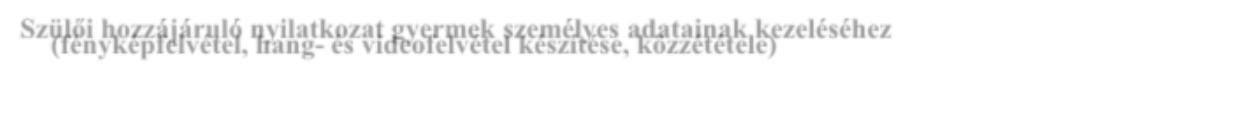 Szülői hozzájáruló nyilatkozat gyermek személyes adatainak kezeléséhez
(fényképfelvétel, hang- és videofelvétel készítése, közzététele)